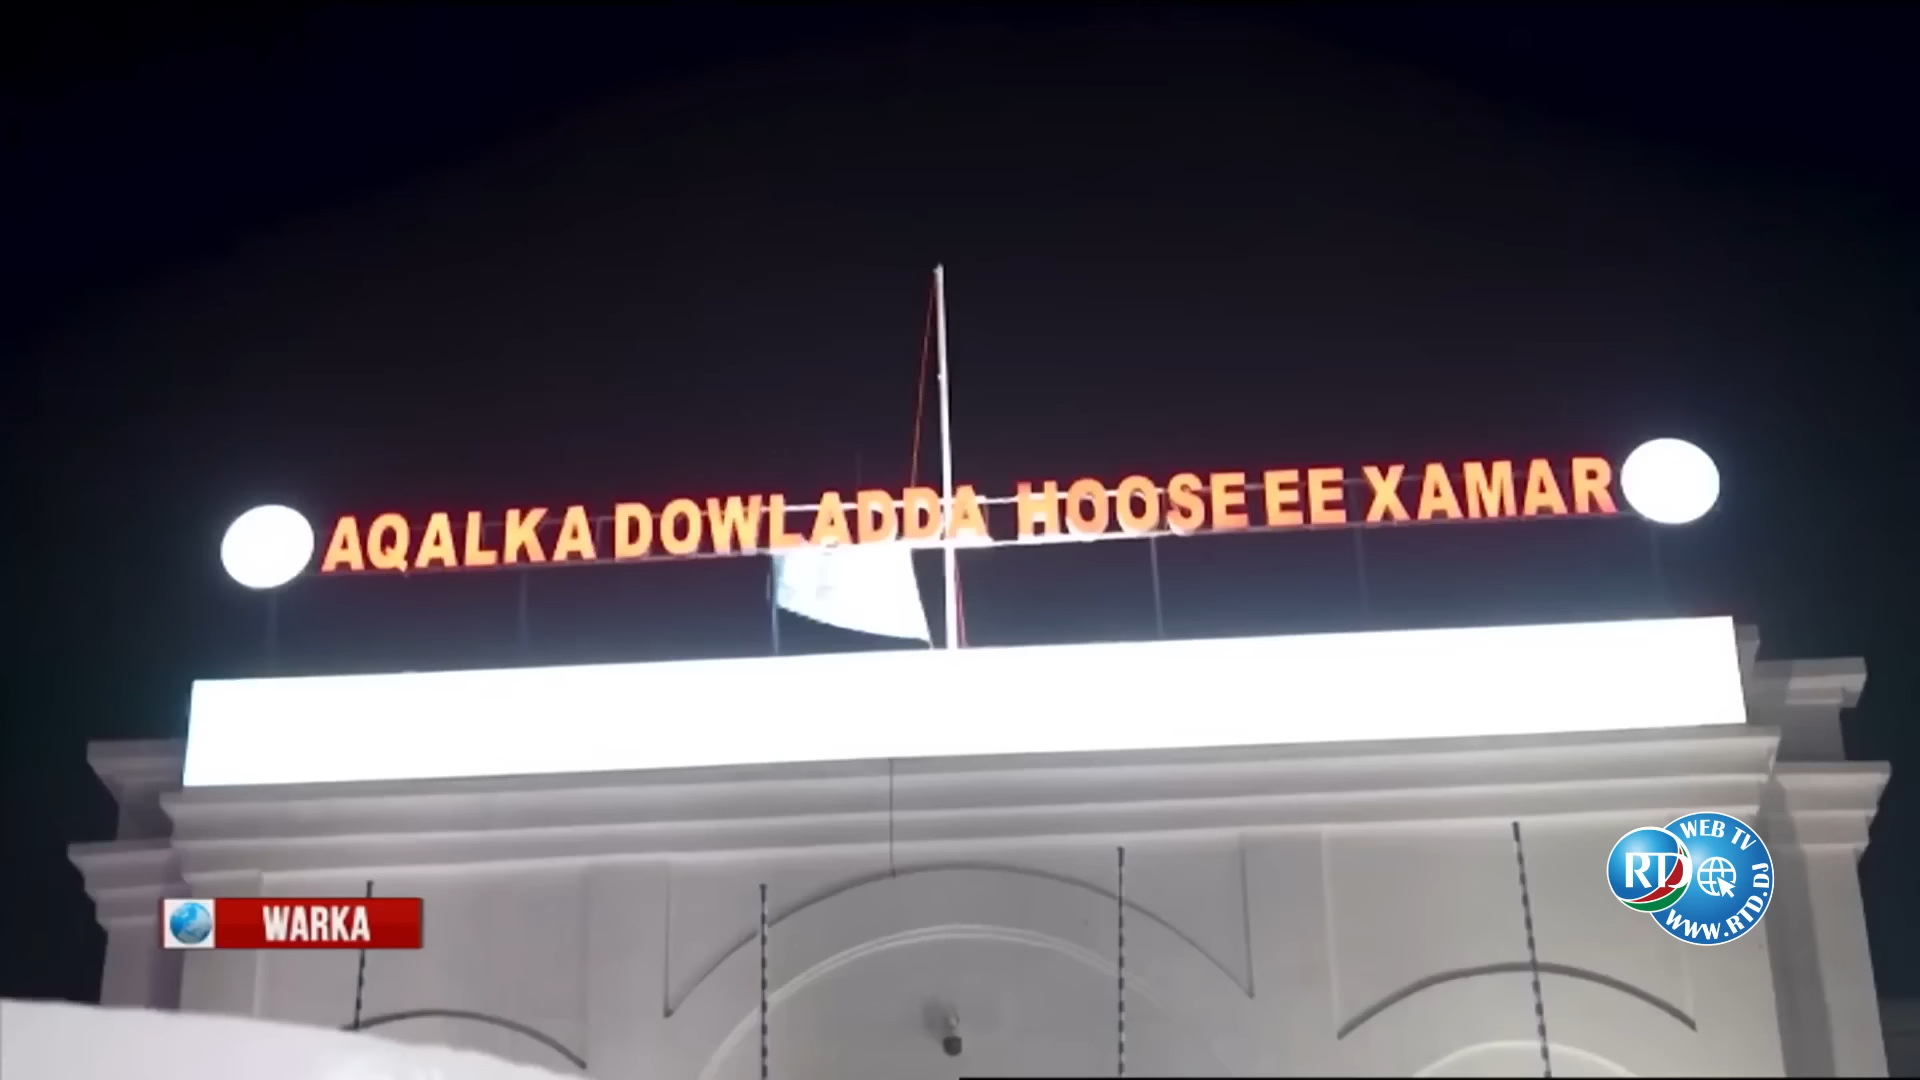 AQALKA DOWLADDA HOOSE EE XAMAR
WARKA
RTD
WEB TV
WWW.RTD.DJ